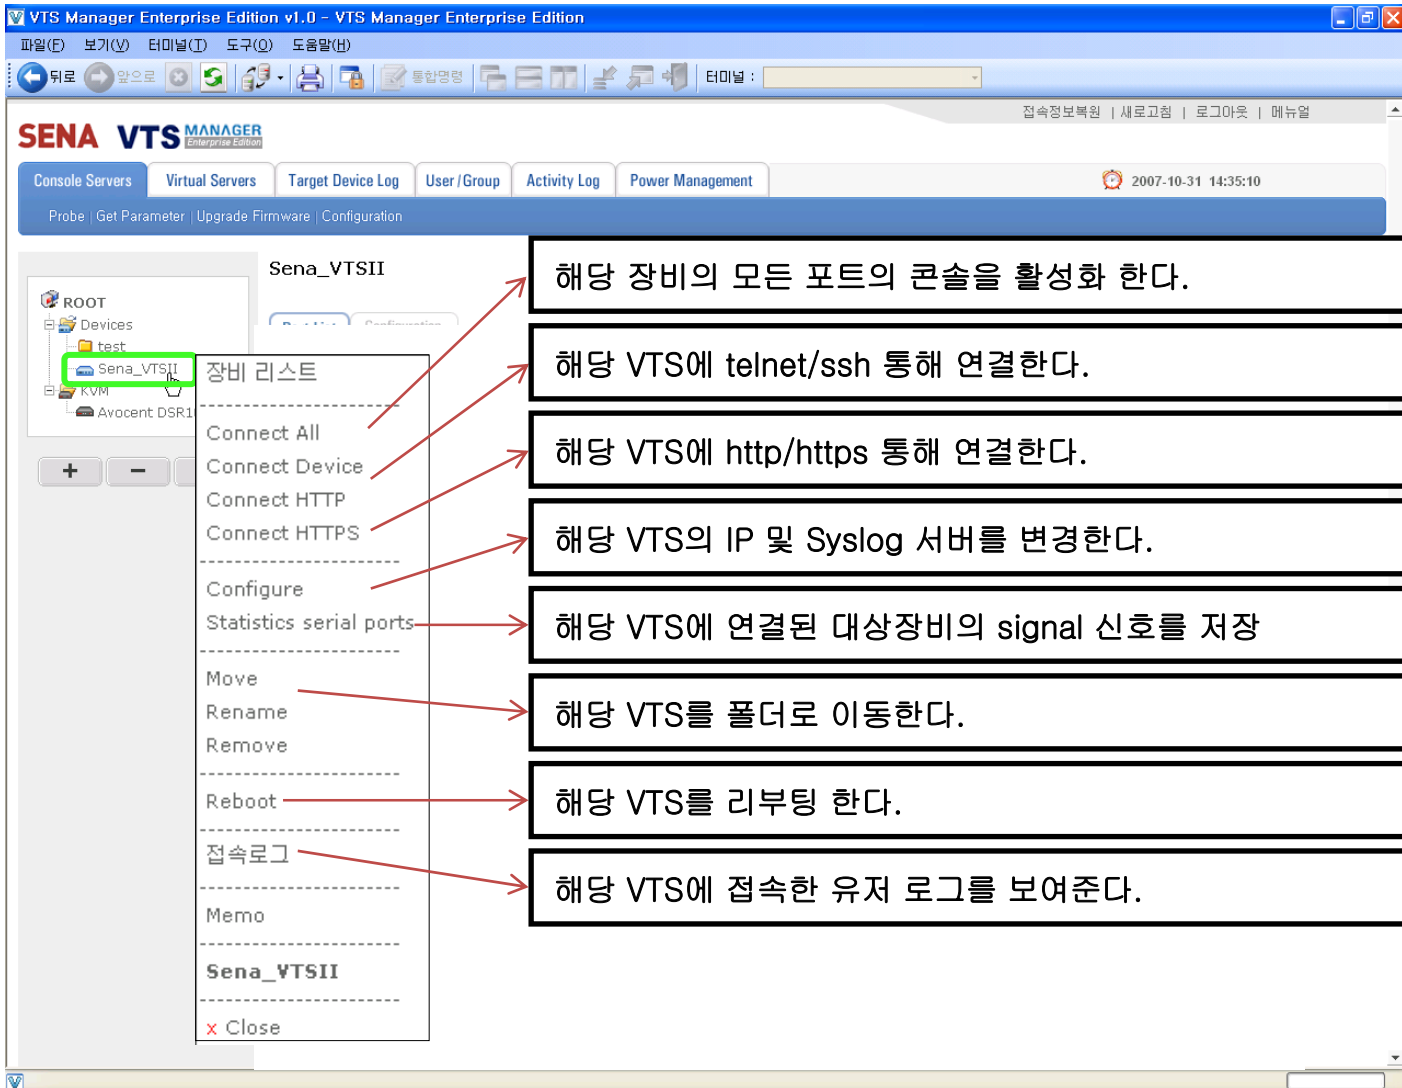 VTS Manager Enterprise Edition v1.0 - VTS Manager Enterprise Edition
파일(F) 보기(V) 터미널(T) 도구(O) 도움말(H)
뒤로 앞으로 통합명령 터미널 :
접속정보복원 | 새로고침 | 로그아웃 | 메뉴얼
SENA VTS MANAGER
Enterprise Edition
Console Servers Virtual Servers Target Device Log User / Group Activity Log Power Management 2007-10-31 14:35:10
Probe | Get Parameter | Upgrade Firmware | Configuration
Sena_VTSII
ROOT
Devices
test
Sena_VTSII
KVM
Avocent DSR1
+ -
Port List Configuration
장비 리스트
Connect All
Connect Device
Connect HTTP
Connect HTTPS
Configure
Statistics serial ports
Move
Rename
Remove
Reboot
접속로그
Memo
Sena_VTSII
x Close
해당 장비의 모든 포트의 콘솔을 활성화 한다.
해당 VTS에 telnet/ssh 통해 연결한다.
해당 VTS에 http/https 통해 연결한다.
해당 VTS의 IP 및 Syslog 서버를 변경한다.
해당 VTS에 연결된 대상장비의 signal 신호를 저장
해당 VTS를 폴더로 이동한다.
해당 VTS를 리부팅 한다.
해당 VTS에 접속한 유저 로그를 보여준다.